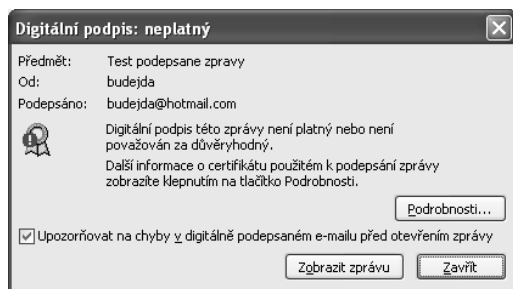 Digitální podpis: neplatný
Předmět: Test podepsane zpravy
Od: budejda
Podepsáno: budejda@hotmail.com
Digitální podpis této zprávy není platný nebo není
považován za důvěryhodný.
Další informace o certifikátu použitém k podepsání zprávy
zobrazíte klepnutím na tlačítko Podrobnosti.
Podrobnosti...
Upozorňovat na chyby v digitálně podepsaném e-mailu před otevřením zprávy
Zobrazit zprávu
Zavřít